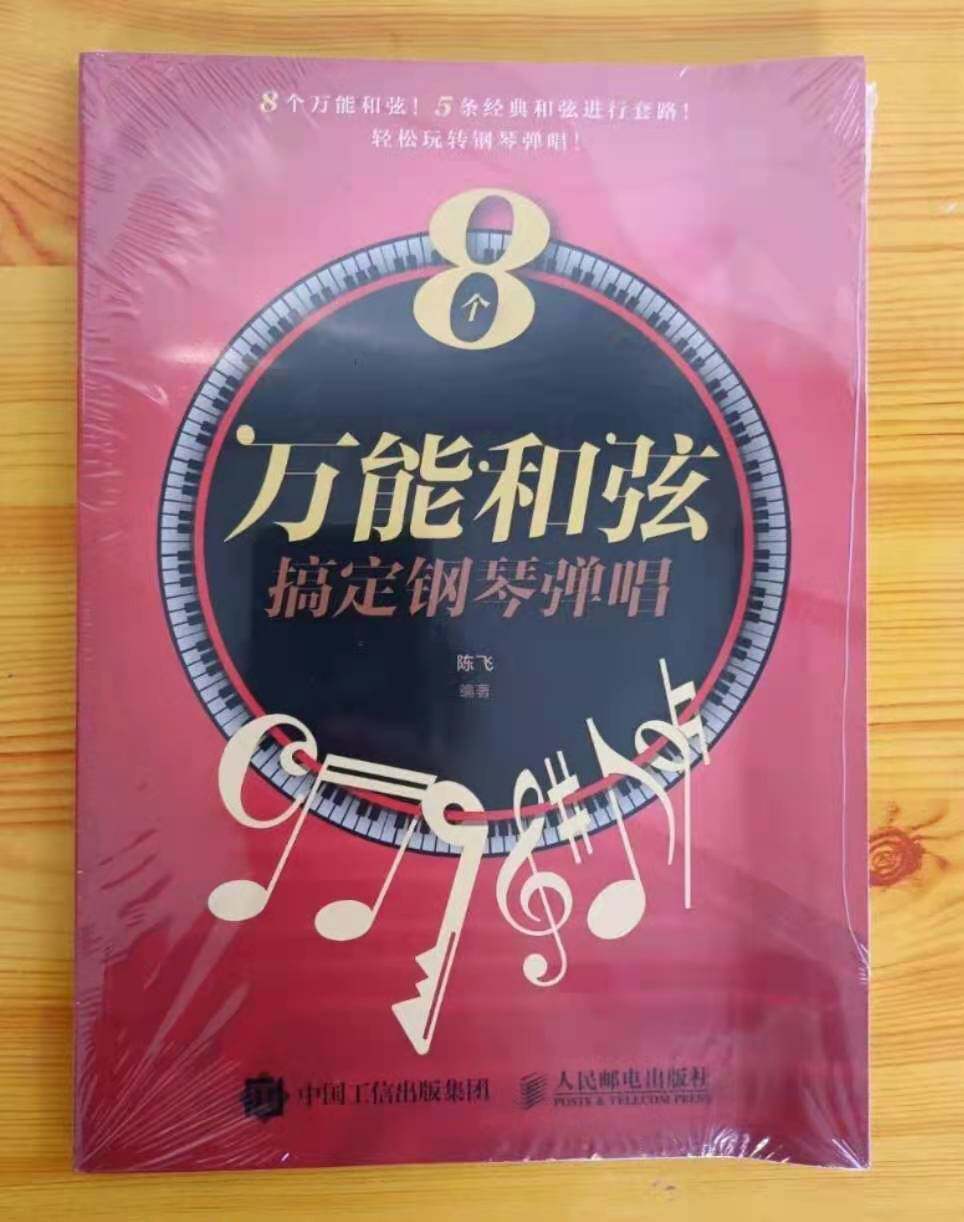 8个万能和弦！5条经典和弦进行套路！
轻松玩转钢琴弹唱！
8个
万能和弦
搞定钢琴弹唱
陈飞
编著
中国工信出版集团
人民邮电出版社
POSTS & TELECOM PRESS